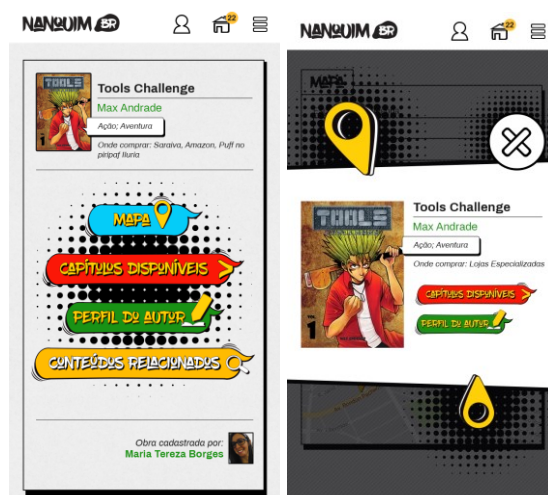 NANQUIM BR
22
TOOLS
1
Tools Challenge
Max Andrade
Ação; Aventura
Onde comprar: Saraiva, Amazon, Puff no
piripaf lluria
MAPA
CAPÍTULOS DISPONÍVEIS
PERFIL DO AUTOR
CONTEÚDOS RELACIONADOS
Obra cadastrada por:
Maria Tereza Borges
NANQUIM BR
22
MAPA
TOOLS
1
Tools Challenge
Max Andrade
Ação; Aventura
Onde comprar: Lojas Especializadas
CAPÍTULOS DISPONÍVEIS
PERFIL DO AUTOR